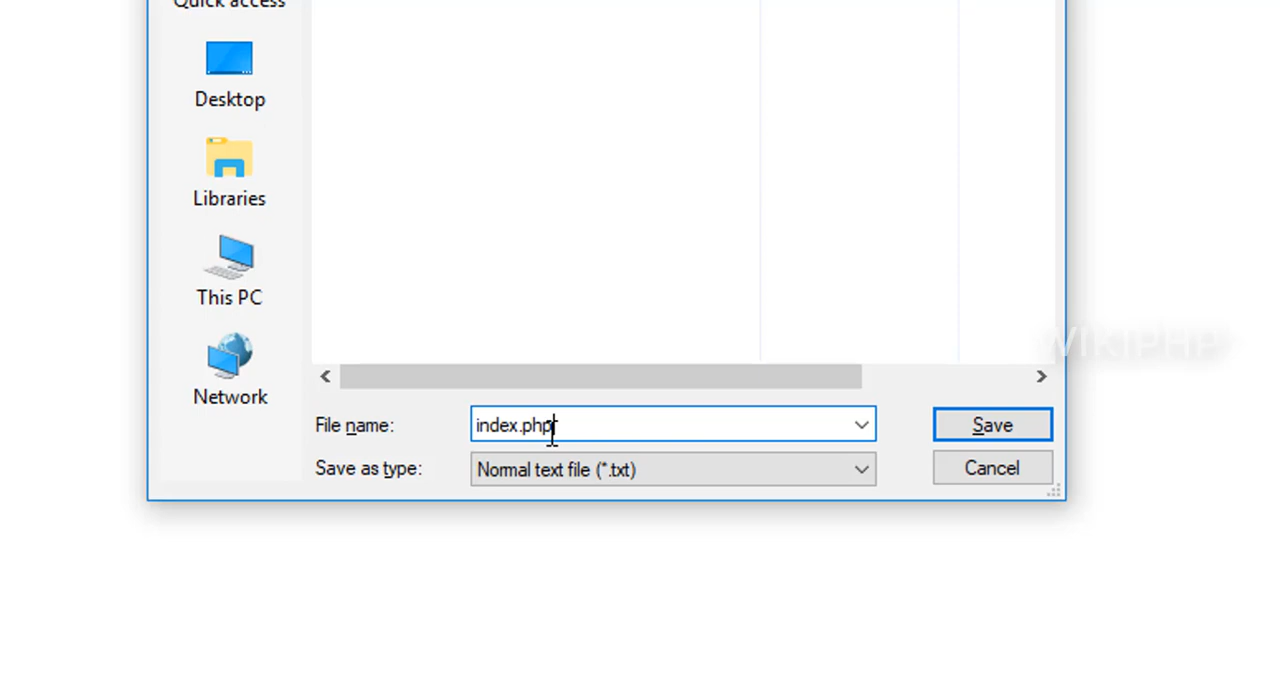 Quick access
Desktop
Libraries
This PC
Network
WIKIPHP
File name:
index.php
Save
Save as type:
Normal text file (*.txt)
Cancel